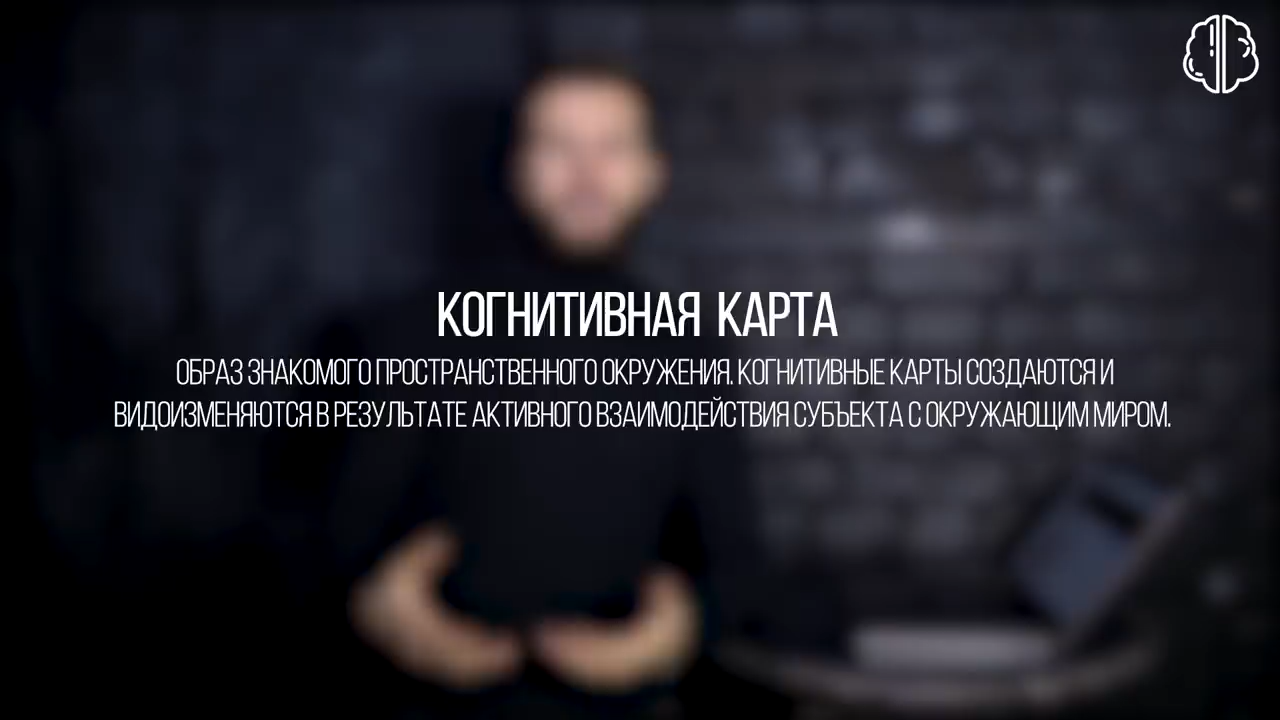 КОГНИТИВНАЯ КАРТА
ОБРАЗ ЗНАКОМОГО ПРОСТРАНСТВЕННОГО ОКРУЖЕНИЯ. КОГНИТИВНЫЕ КАРТЫ СОЗДАЮТСЯ И
ВИДОИЗМЕНЯЮТСЯ В РЕЗУЛЬТАТЕ АКТИВНОГО ВЗАИМОДЕЙСТВИЯ СУБЪЕКТА С ОКРУЖАЮЩИМ МИРОМ.